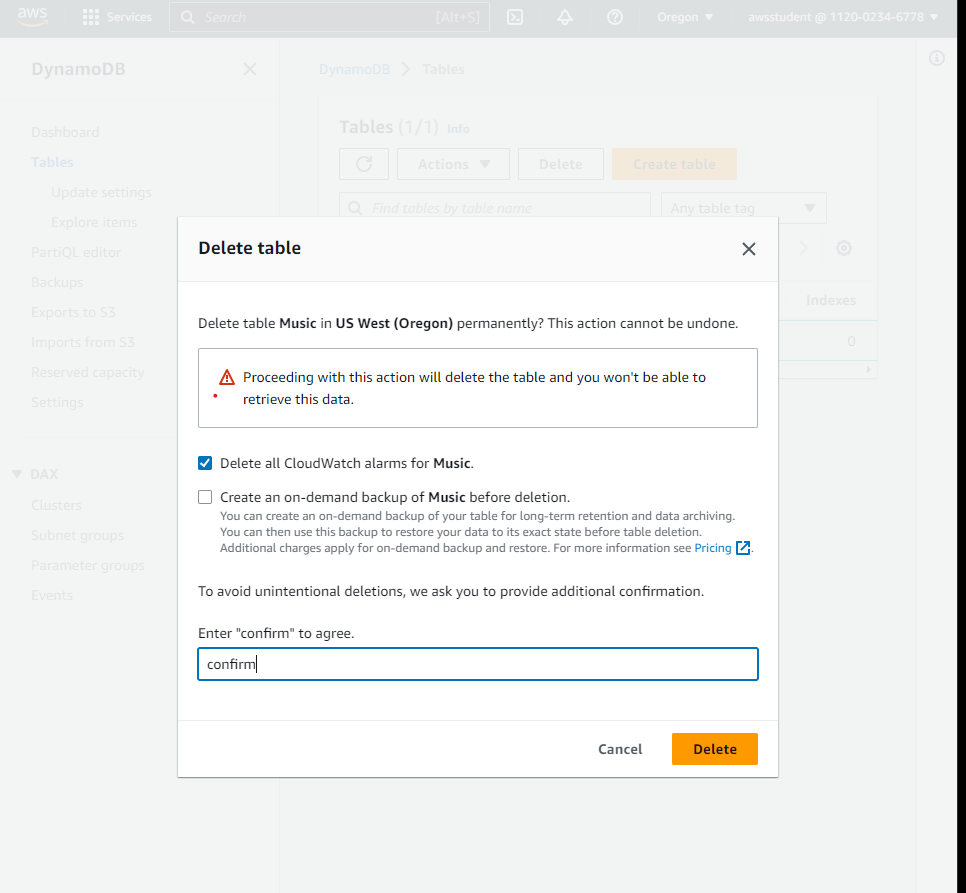 aws
Services
Search
[Alt+S]
Oregon
awsstudent @ 1120-0234-6778
DynamoDB
Dashboard
Tables
Update settings
Explore items
PartiQL editor
Backups
Exports to S3
Imports from S3
Reserved capacity
Settings
DAX
Clusters
Subnet groups
Parameter groups
Events
DynamoDB
Tables
Tables (1/1) Info
Actions
Delete
Create table
Find tables by table name
Any table tag
Indexes
0
Delete table
Delete table Music in US West (Oregon) permanently? This action cannot be undone.
Proceeding with this action will delete the table and you won't be able to
retrieve this data.
Delete all CloudWatch alarms for Music.
Create an on-demand backup of Music before deletion.
You can create an on-demand backup of your table for long-term retention and data archiving.
You can then use this backup to restore your data to its exact state before table deletion.
Additional charges apply for on-demand backup and restore. For more information see Pricing.
To avoid unintentional deletions, we ask you to provide additional confirmation.
Enter "confirm" to agree.
confirm
Cancel
Delete